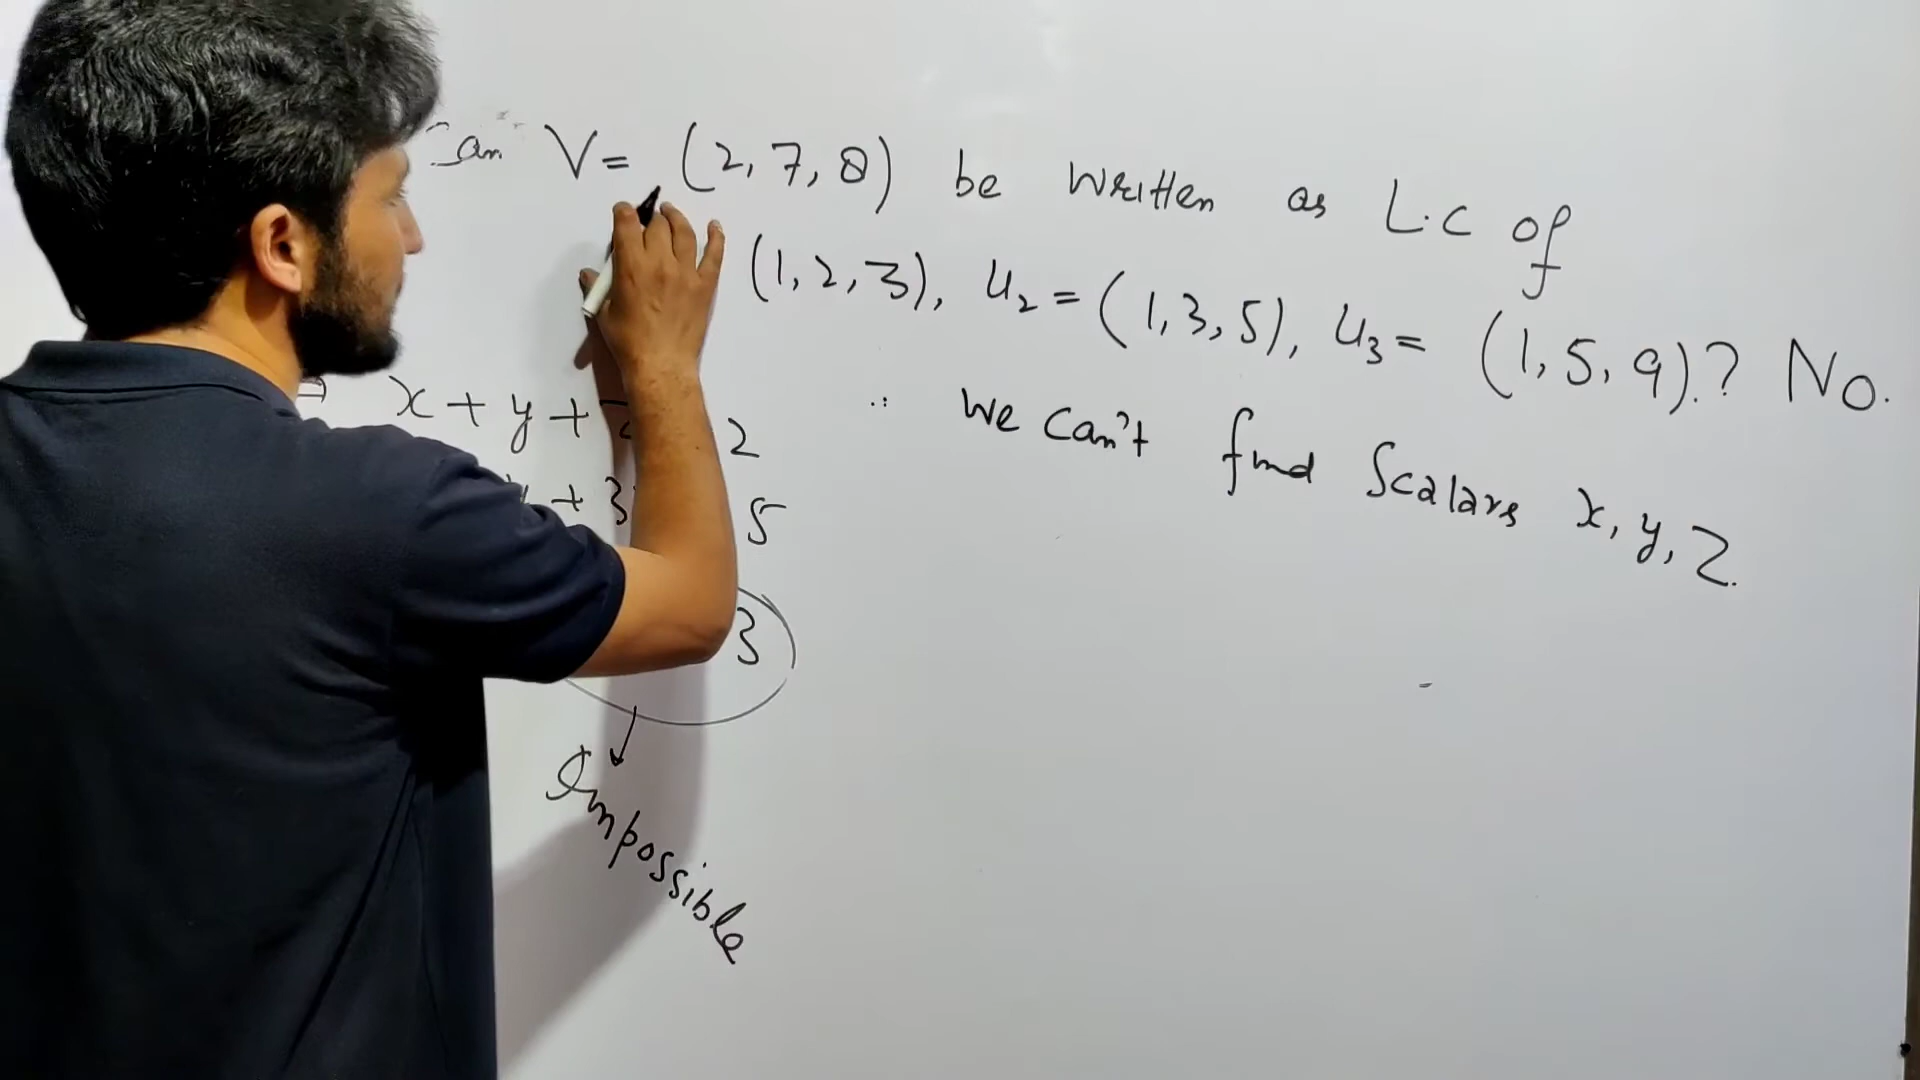 Can V = (2, 7, 8) be written as L.C of
(1, 2, 3), u₂ = (1, 3, 5), u₃ = (1, 5, 9).? No.
⇒ x + y + z 2
∴ we can't find Scalars x, y, z.
y + 3 5
3
Impossible